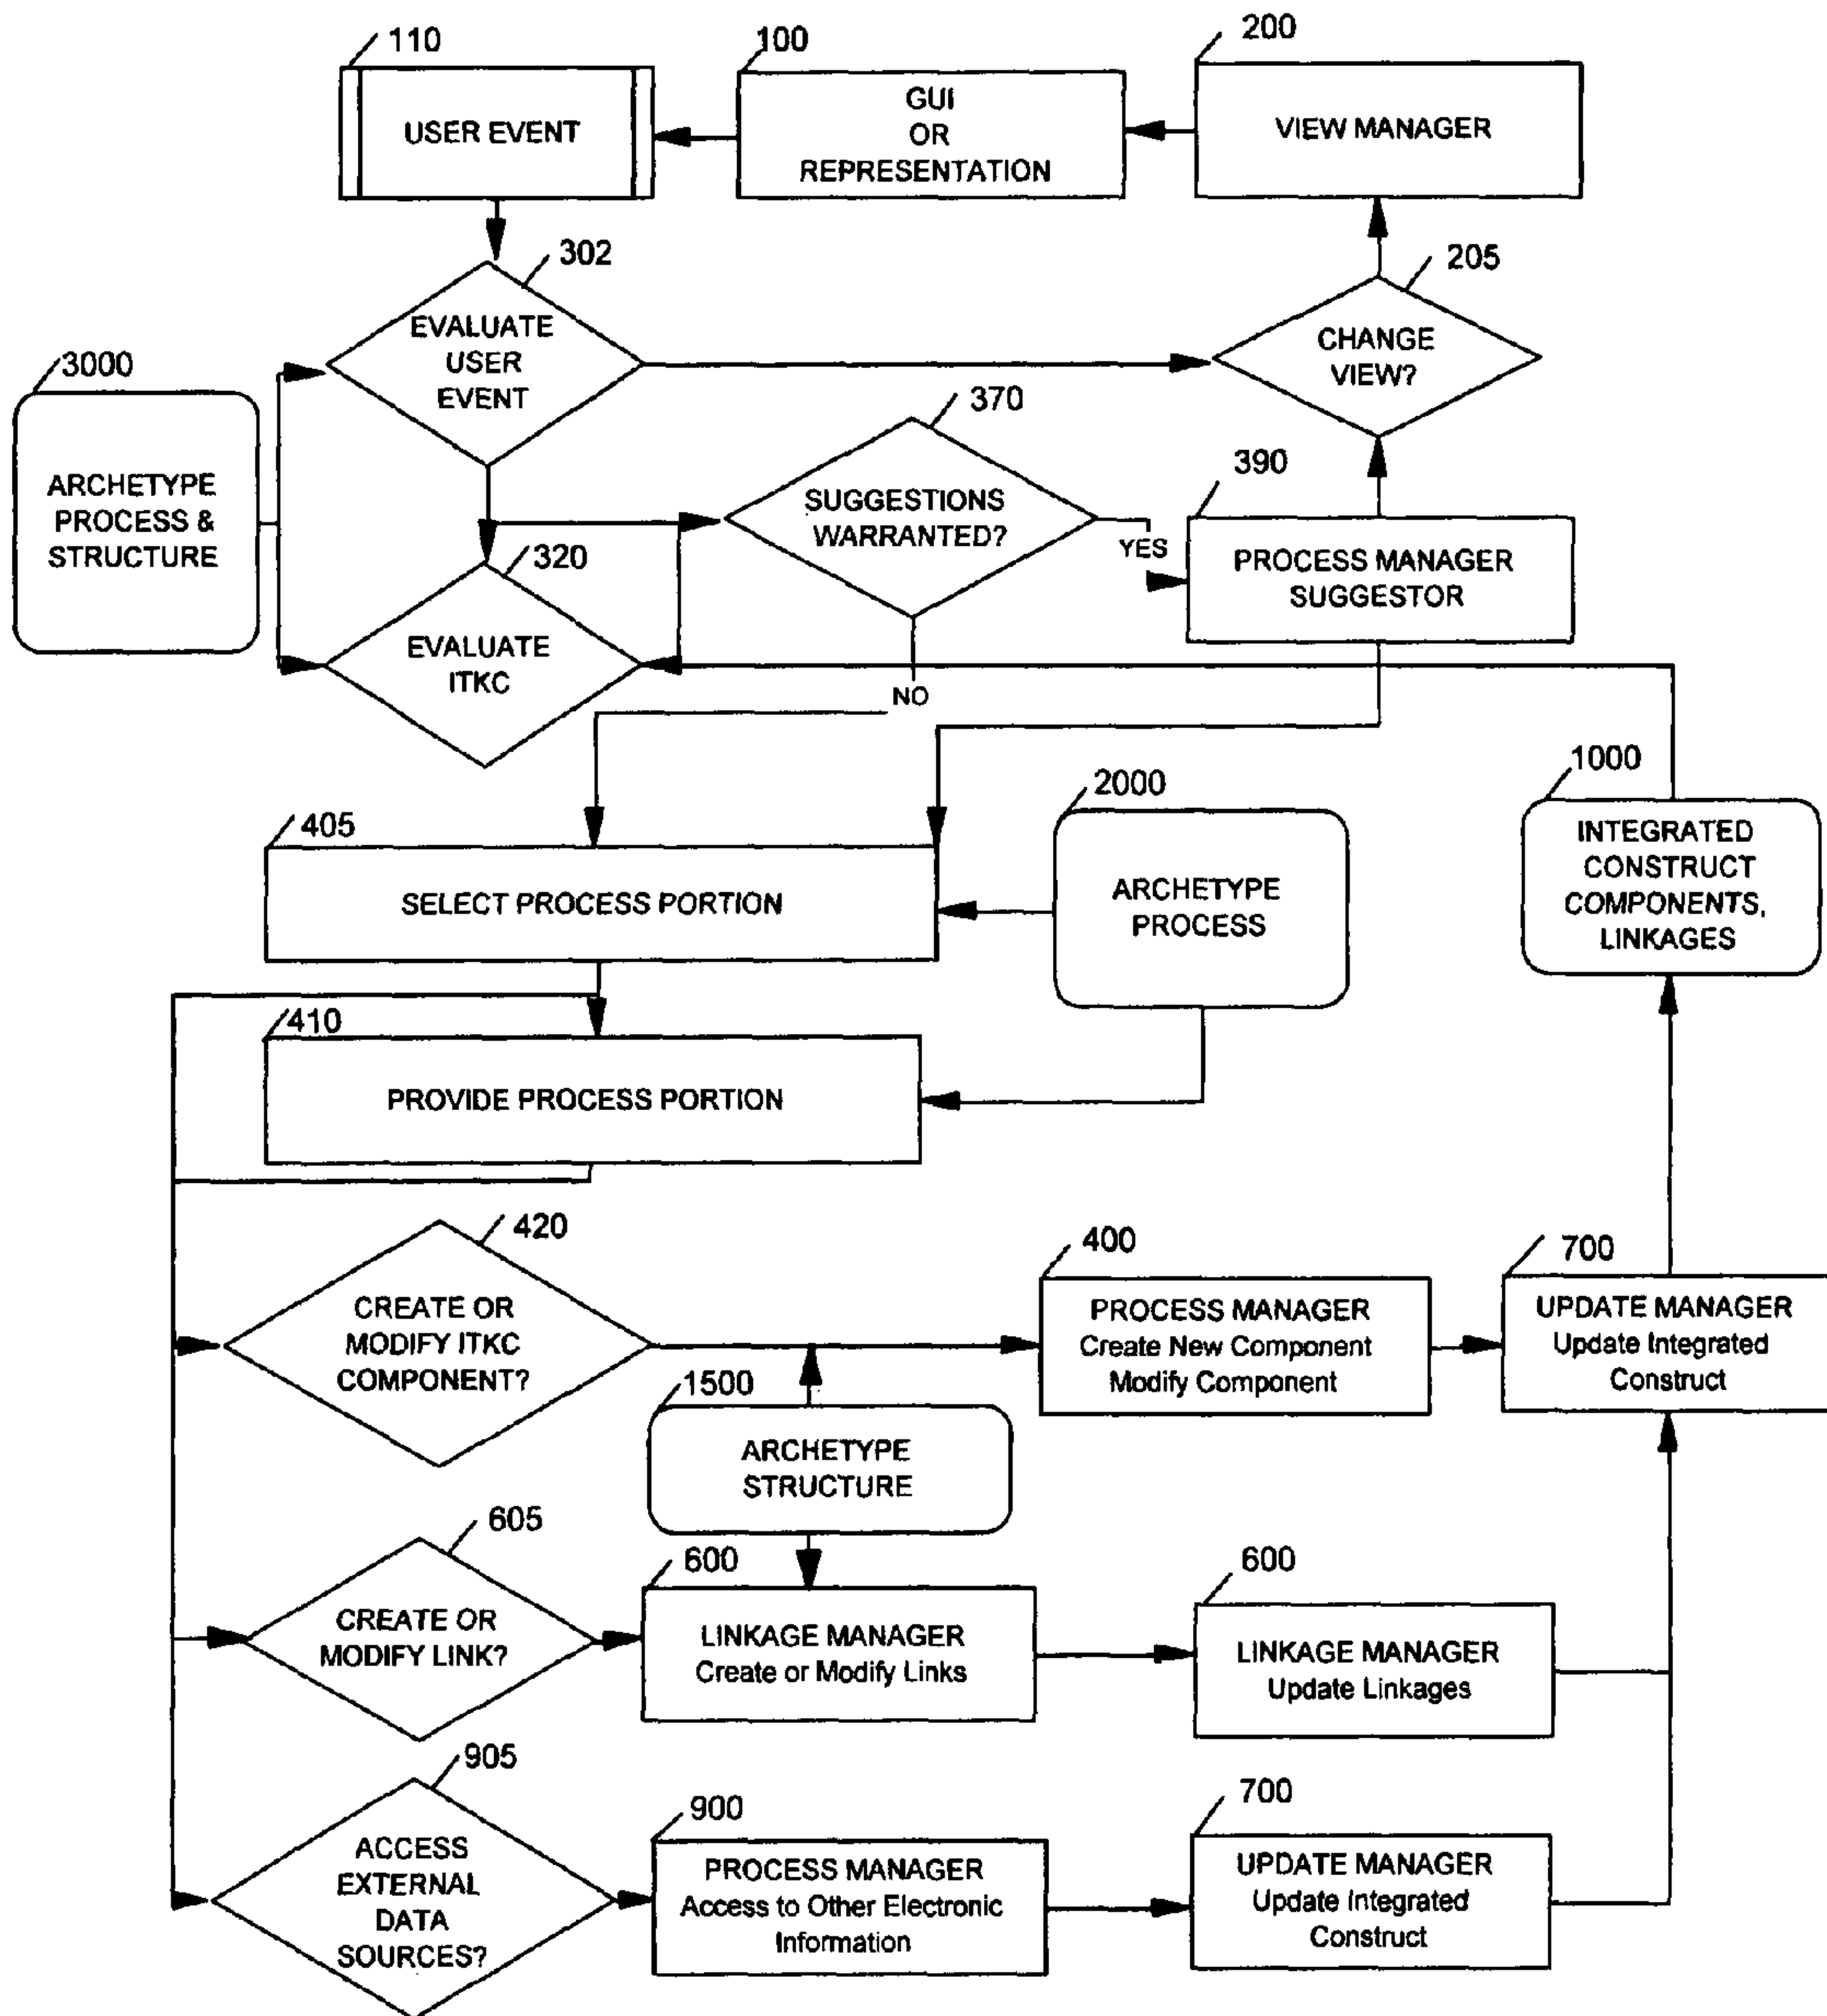 110
100
200
USER EVENT
GUI
OR
REPRESENTATION
VIEW MANAGER
302
205
EVALUATE
USER
EVENT
CHANGE
VIEW?
3000
370
390
ARCHETYPE
PROCESS &
STRUCTURE
SUGGESTIONS
WARRANTED?
YES
PROCESS MANAGER
SUGGESTOR
320
EVALUATE
ITKC
NO
1000
2000
405
INTEGRATED
CONSTRUCT
COMPONENTS,
LINKAGES
SELECT PROCESS PORTION
ARCHETYPE
PROCESS
410
PROVIDE PROCESS PORTION
420
400
700
CREATE OR
MODIFY ITKC
COMPONENT?
PROCESS MANAGER
Create New Component
Modify Component
UPDATE MANAGER
Update Integrated
Construct
1500
ARCHETYPE
STRUCTURE
605
600
600
CREATE OR
MODIFY LINK?
LINKAGE MANAGER
Create or Modify Links
LINKAGE MANAGER
Update Linkages
905
900
700
ACCESS
EXTERNAL
DATA
SOURCES?
PROCESS MANAGER
Access to Other Electronic
Information
UPDATE MANAGER
Update Integrated
Construct